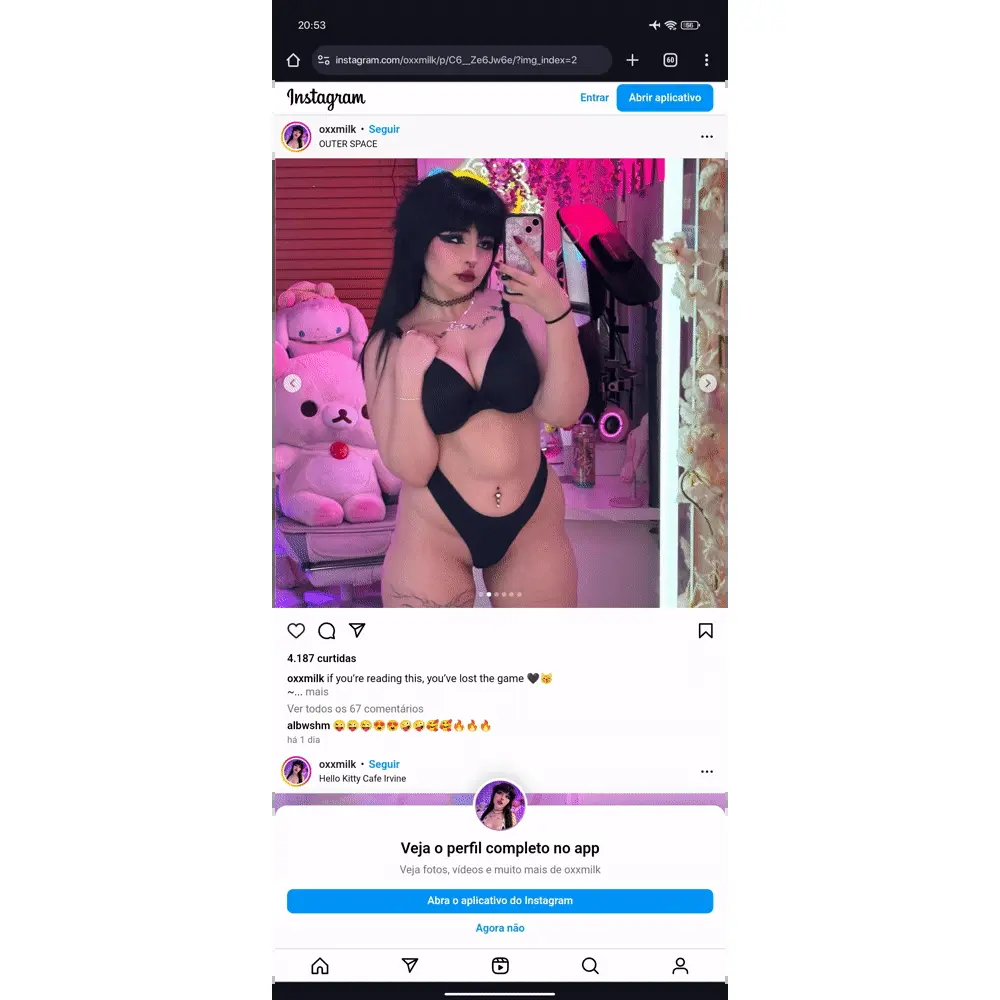 20:53
56
instagram.com/oxxmilk/p/C6__Ze6Jw6e/?img_index=2
60
Instagram
Entrar
Abrir aplicativo
oxxmilk • Seguir
OUTER SPACE
4.187 curtidas
oxxmilk if you're reading this, you've lost the game 🖤😽
~... mais
Ver todos os 67 comentários
albwshm 😜😜😜😍😍🤪🤪🥰🥰🔥🔥🔥
há 1 dia
oxxmilk • Seguir
Hello Kitty Cafe Irvine
Veja o perfil completo no app
Veja fotos, vídeos e muito mais de oxxmilk
Abra o aplicativo do Instagram
Agora não